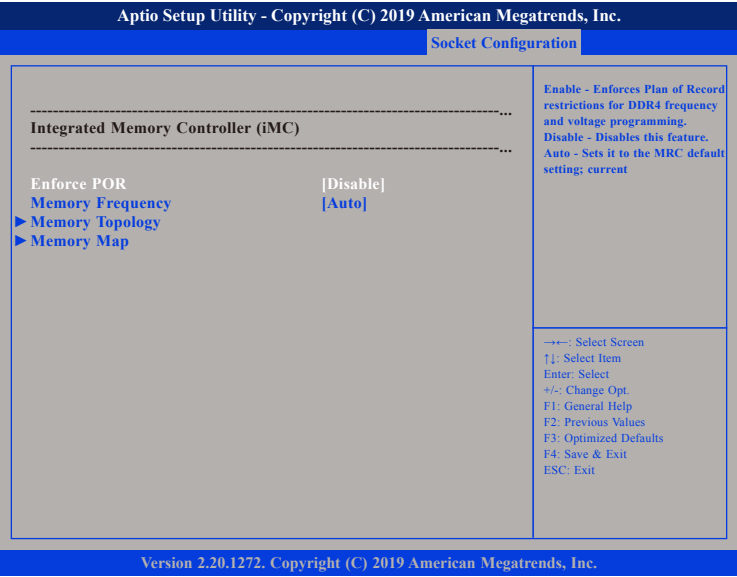 Aptio Setup Utility - Copyright (C) 2019 American Megatrends, Inc.
Socket Configuration
--------------------------------------------------------------------------------...
Integrated Memory Controller (iMC)
--------------------------------------------------------------------------------...
Enforce POR [Disable]
Memory Frequency [Auto]
▶ Memory Topology
▶ Memory Map
Enable - Enforces Plan of Record
restrictions for DDR4 frequency
and voltage programming.
Disable - Disables this feature.
Auto - Sets it to the MRC default
setting; current
→←: Select Screen
↑↓: Select Item
Enter: Select
+/-: Change Opt.
F1: General Help
F2: Previous Values
F3: Optimized Defaults
F4: Save & Exit
ESC: Exit
Version 2.20.1272. Copyright (C) 2019 American Megatrends, Inc.